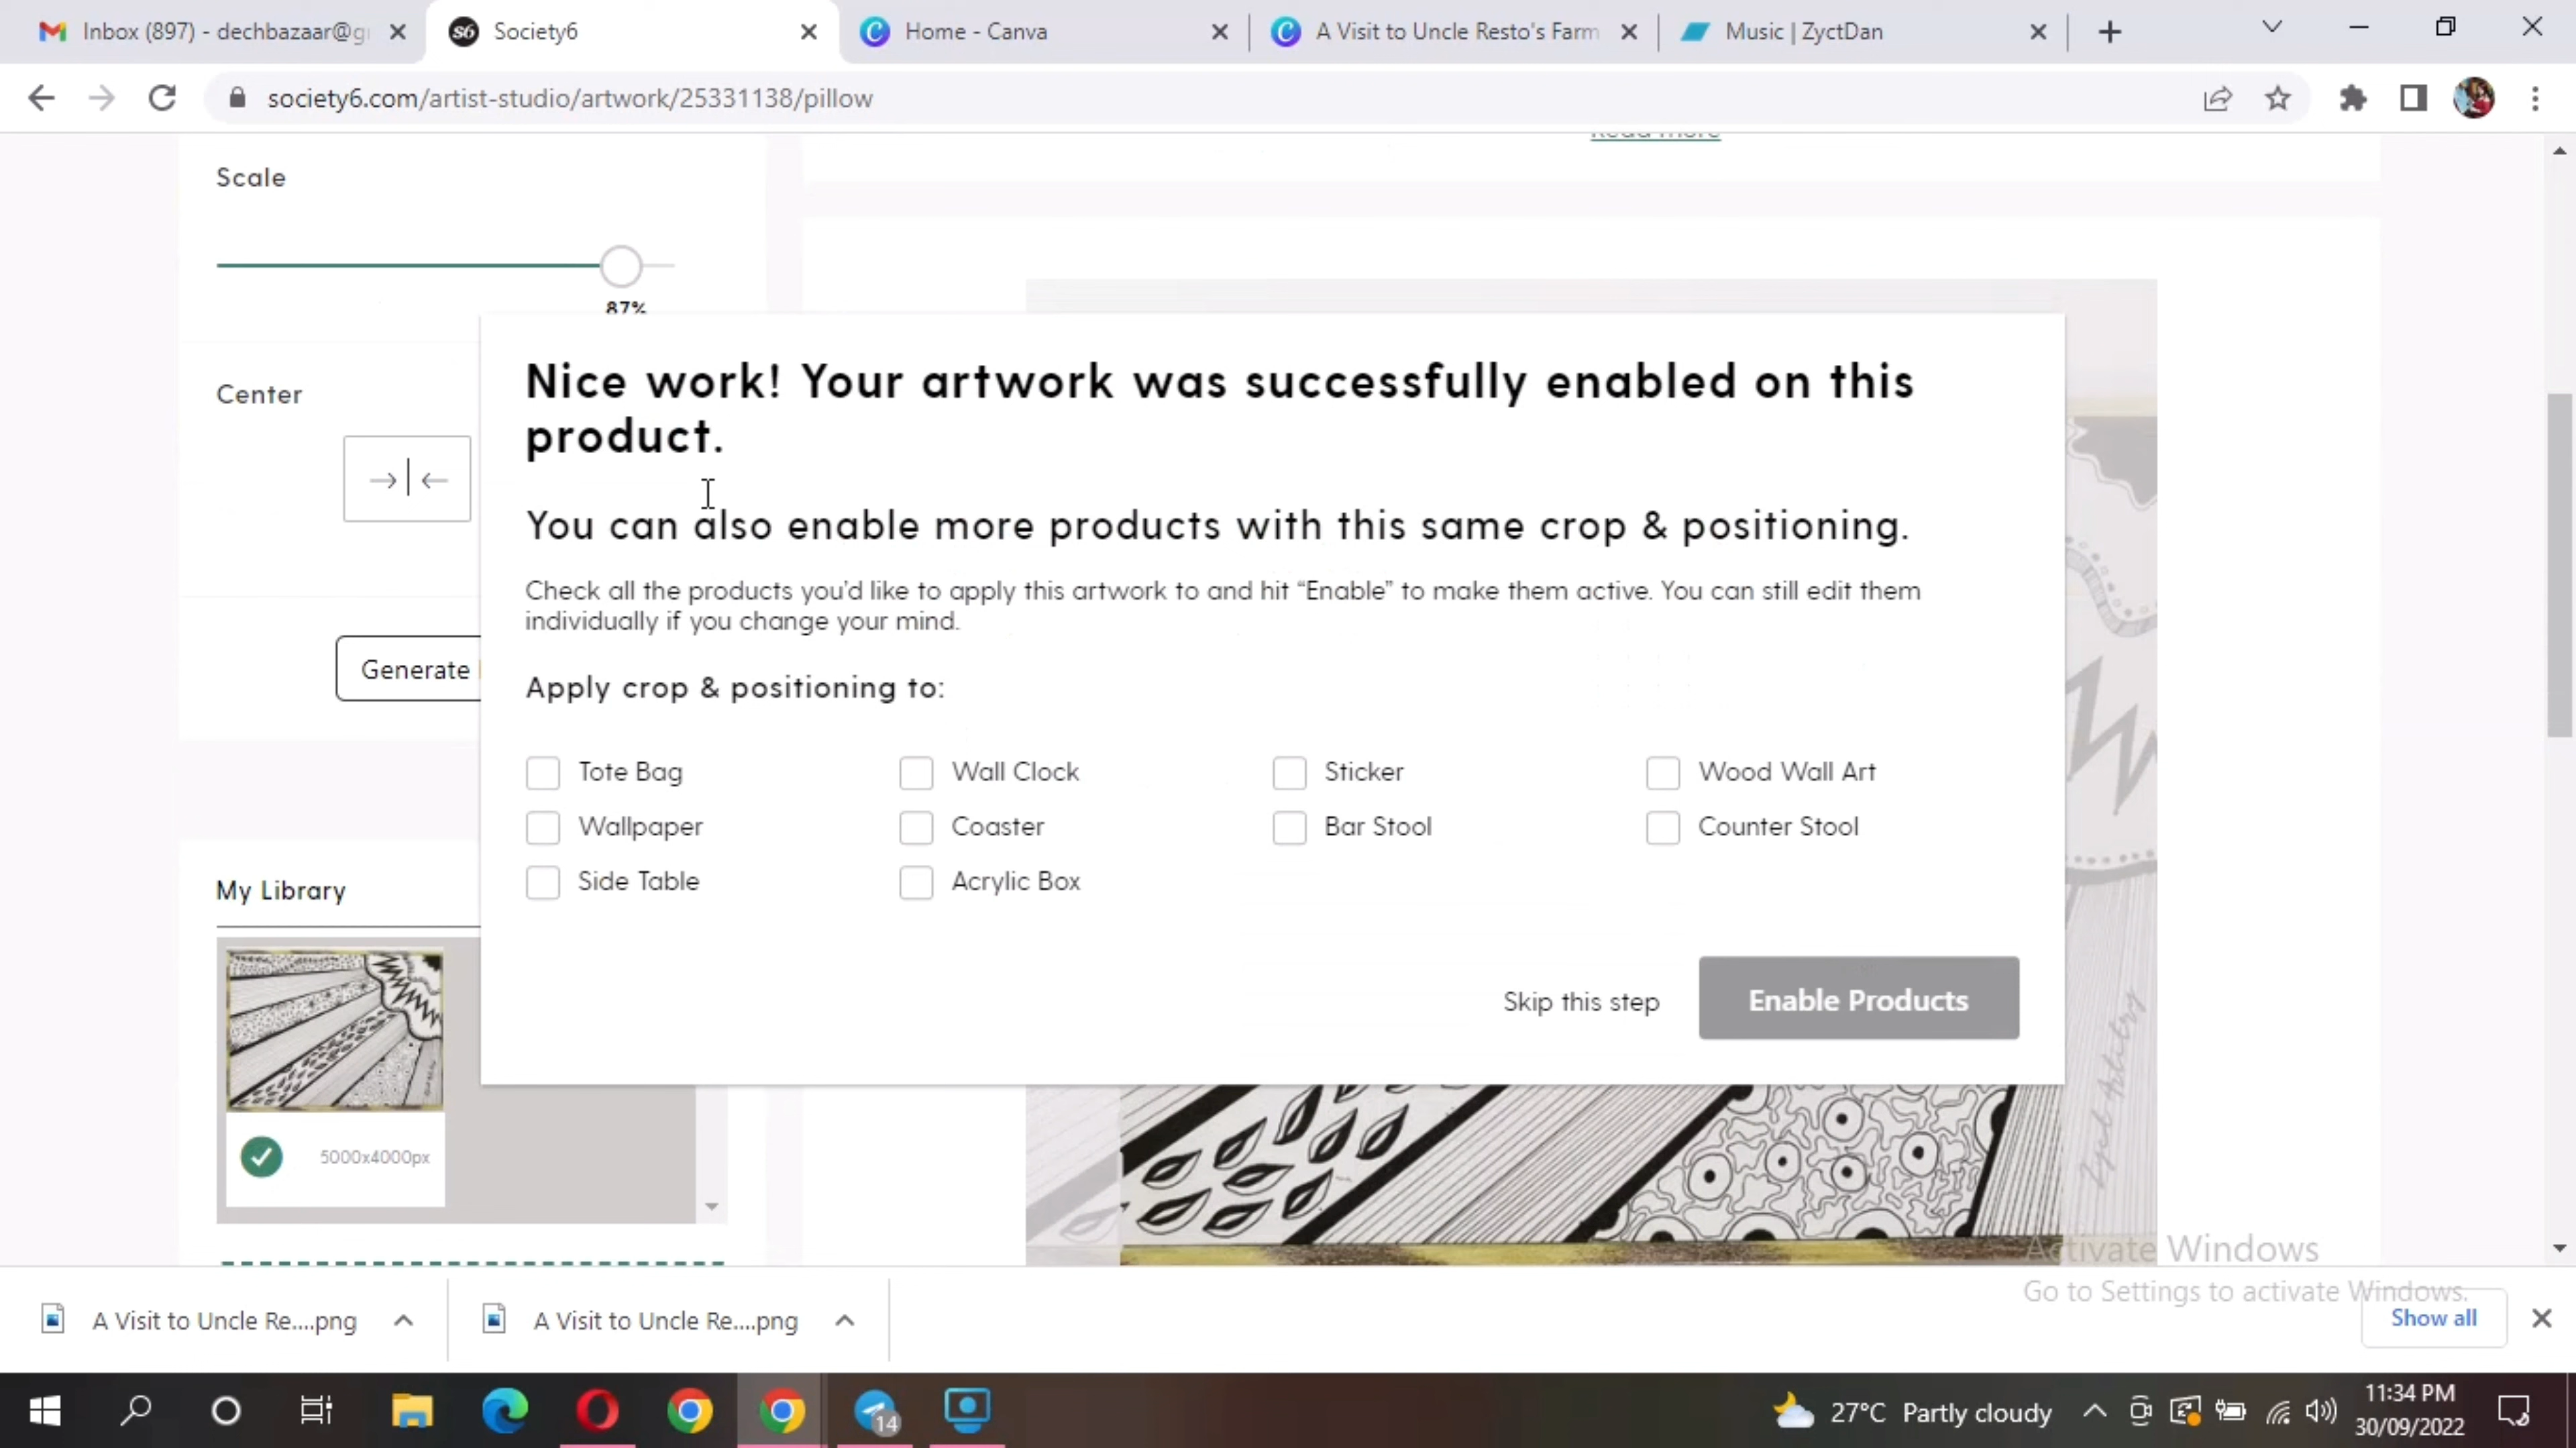 Inbox (897) - dechbazaar@g
Society6
Home - Canva
A Visit to Uncle Resto's Farm
Music | ZyctDan
society6.com/artist-studio/artwork/25331138/pillow
Read more
Scale
87%
Center
Generate
My Library
5000x4000px
Nice work! Your artwork was successfully enabled on this
product.
You can also enable more products with this same crop & positioning.
Check all the products you'd like to apply this artwork to and hit “Enable” to make them active. You can still edit them
individually if you change your mind.
Apply crop & positioning to:
Tote Bag Wall Clock Sticker Wood Wall Art
Wallpaper Coaster Bar Stool Counter Stool
Side Table Acrylic Box
Skip this step Enable Products
Activate Windows
Go to Settings to activate Windows.
A Visit to Uncle Re....png
A Visit to Uncle Re....png
Show all
14
27°C Partly cloudy
11:34 PM
30/09/2022